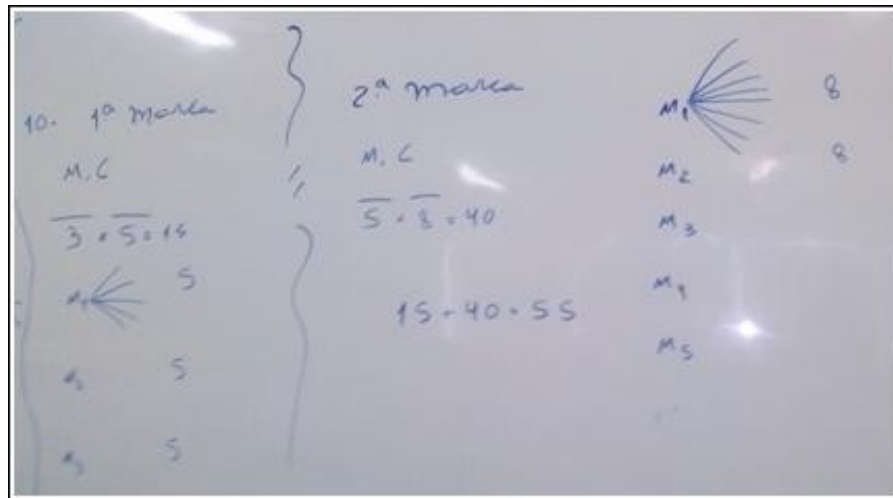 10. 1ª marca
M. C
3 . 5 = 15
M1 5
M2 5
M3 5
2ª marca
M. C
5 . 8 = 40
15 + 40 = 55
M1 8
M2 8
M3
M4
M5